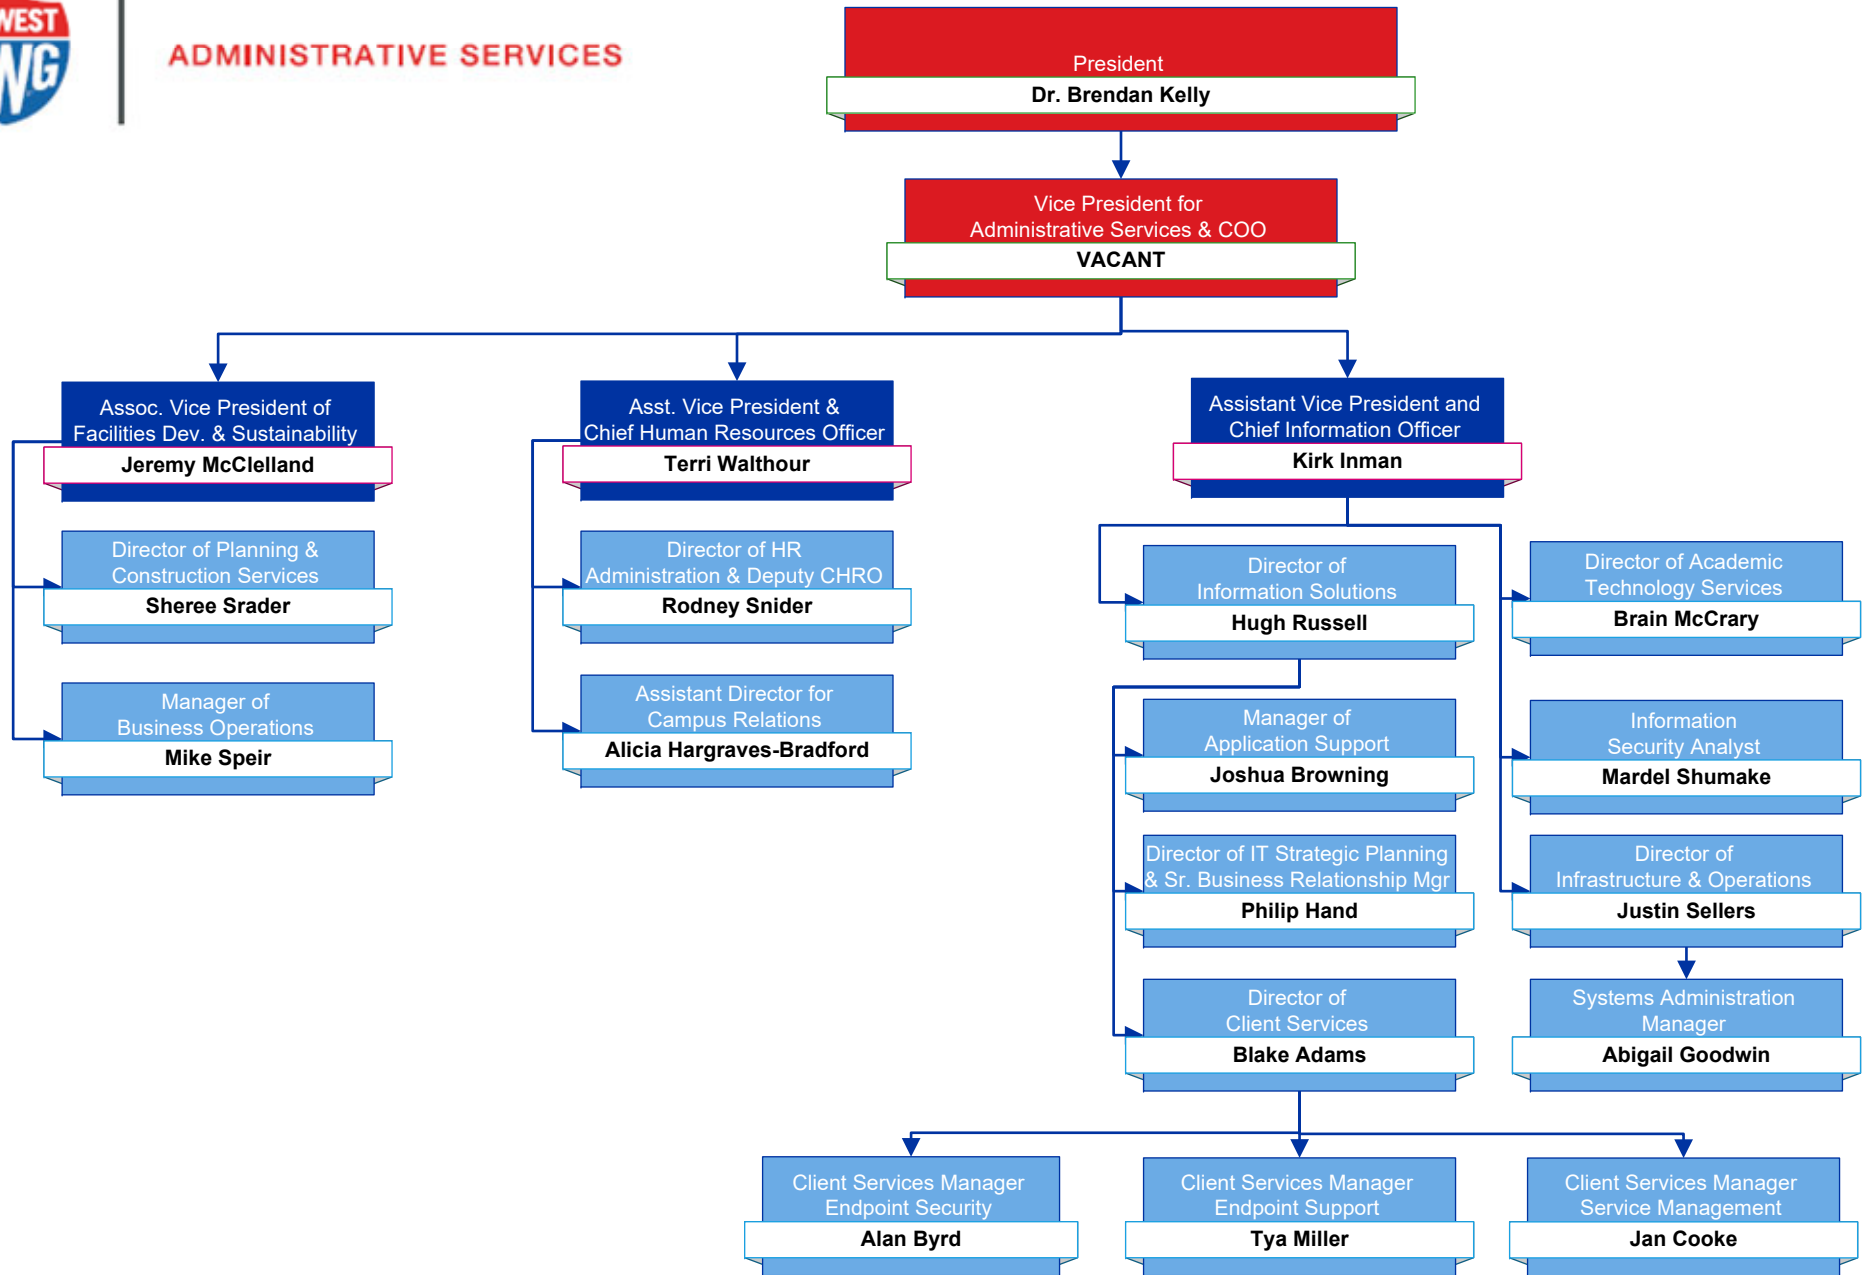 WEST
WG
ADMINISTRATIVE SERVICES
President
Dr. Brendan Kelly
Vice President for
Administrative Services & COO
VACANT
Assoc. Vice President of
Facilities Dev. & Sustainability
Jeremy McClelland
Director of Planning &
Construction Services
Sheree Srader
Manager of
Business Operations
Mike Speir
Asst. Vice President &
Chief Human Resources Officer
Terri Walthour
Director of HR
Administration & Deputy CHRO
Rodney Snider
Assistant Director for
Campus Relations
Alicia Hargraves-Bradford
Assistant Vice President and
Chief Information Officer
Kirk Inman
Director of
Information Solutions
Hugh Russell
Manager of
Application Support
Joshua Browning
Director of IT Strategic Planning
& Sr. Business Relationship Mgr
Philip Hand
Director of
Client Services
Blake Adams
Director of Academic
Technology Services
Brain McCrary
Information
Security Analyst
Mardel Shumake
Director of
Infrastructure & Operations
Justin Sellers
Systems Administration
Manager
Abigail Goodwin
Client Services Manager
Endpoint Security
Alan Byrd
Client Services Manager
Endpoint Support
Tya Miller
Client Services Manager
Service Management
Jan Cooke